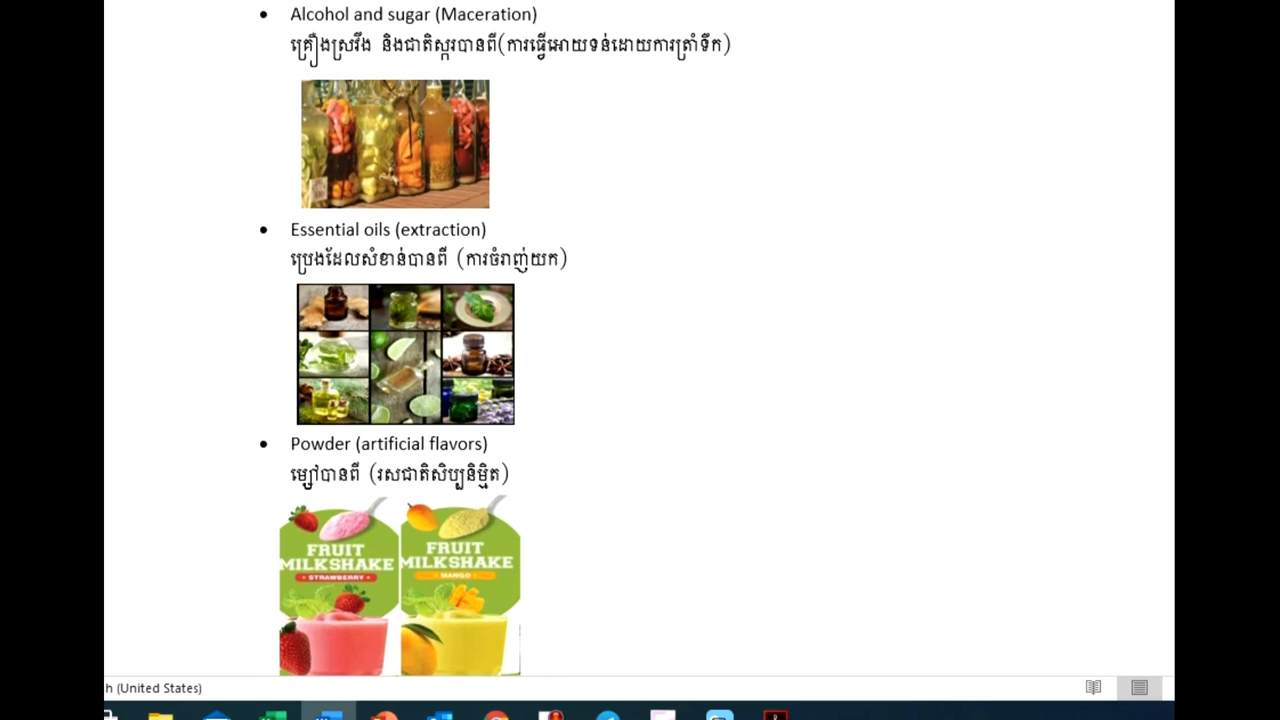 • Alcohol and sugar (Maceration)
គ្រឿងស្រវឹង និងជាតិស្ករបានពី(ការធ្វើអោយទន់ដោយការត្រាំទឹក)
• Essential oils (extraction)
ប្រេងដែលសំខាន់បានពី (ការចំរាញ់យក)
• Powder (artificial flavors)
ម្សៅបានពី (រសជាតិសិប្បនិម្មិត)
FRUIT MILKSHAKE
STRAWBERRY
FRUIT MILKSHAKE
MANGO
h (United States)